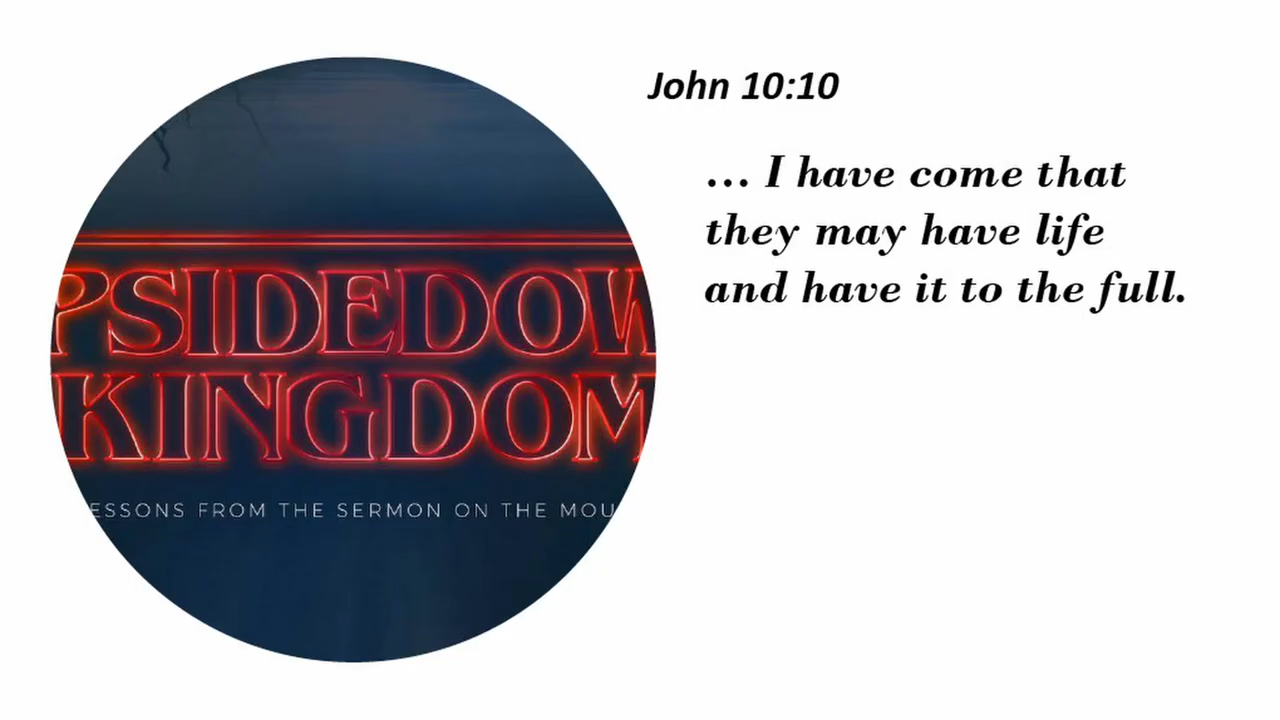 PSIDEDOW
KINGDOM
ESSONS FROM THE SERMON ON THE MOU
John 10:10
... I have come that
they may have life
and have it to the full.